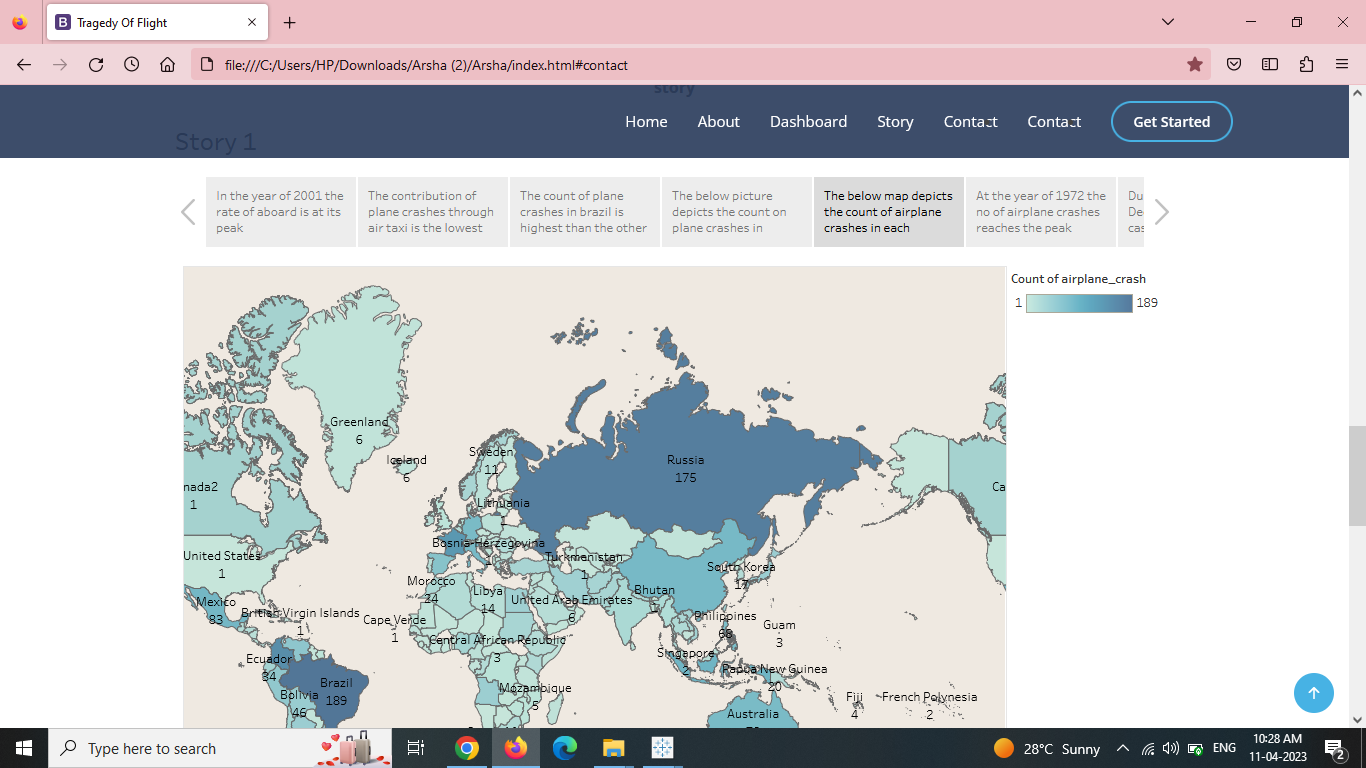 Tragedy Of Flight
file:///C:/Users/HP/Downloads/Arsha (2)/Arsha/index.html#contact
story
Home About Dashboard Story Contact Contact Get Started
Story 1
In the year of 2001 the
rate of aboard is at its
peak
The contribution of
plane crashes through
air taxi is the lowest
The count of plane
crashes in brazil is
highest than the other
The below picture
depicts the count on
plane crashes in
The below map depicts
the count of airplane
crashes in each
At the year of 1972 the
no of airplane crashes
reaches the peak
Du
De
cas
Count of airplane_crash
1 189
Greenland
6
Iceland
6
Sweden
11
Russia
175
nada2
1
Ca
Lithuania
1
Bosnia-Herzegovina
1
United States
1
Turkmenistan
1
South Korea
17
Morocco
24
Libya
14
United Arab Emirates
6
Bhutan
1
Mexico
83
British Virgin Islands
1
Cape Verde
1
Philippines
68
Guam
3
Central African Republic
3
Singapore
2
Ecuador
34
Papua New Guinea
20
Brazil
189
Bolivia
46
Mozambique
5
Fiji
4
French Polynesia
2
Australia
Type here to search
28°C Sunny
ENG
10:28 AM
11-04-2023
2